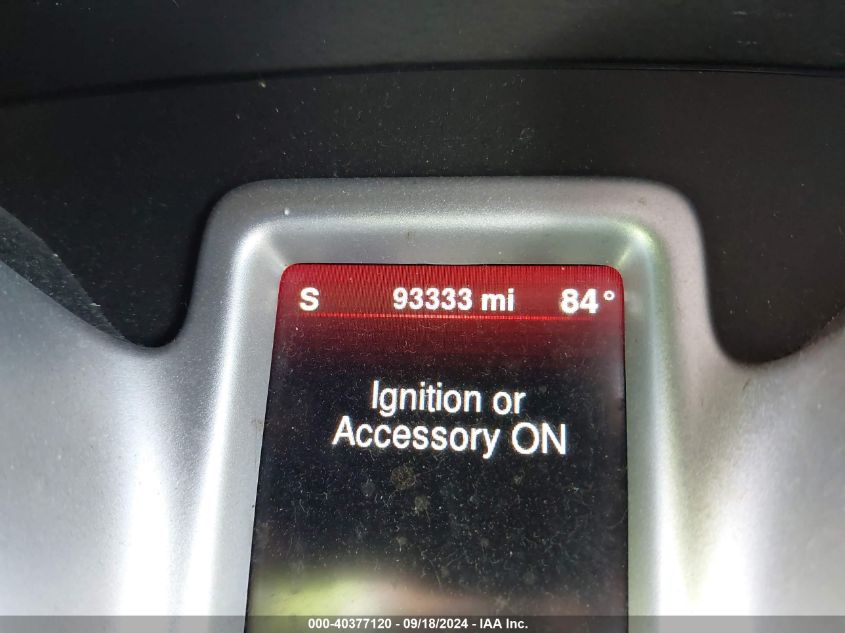 S 93333 mi 84°
Ignition or
Accessory ON
000-40377120 - 09/18/2024 - IAA Inc.